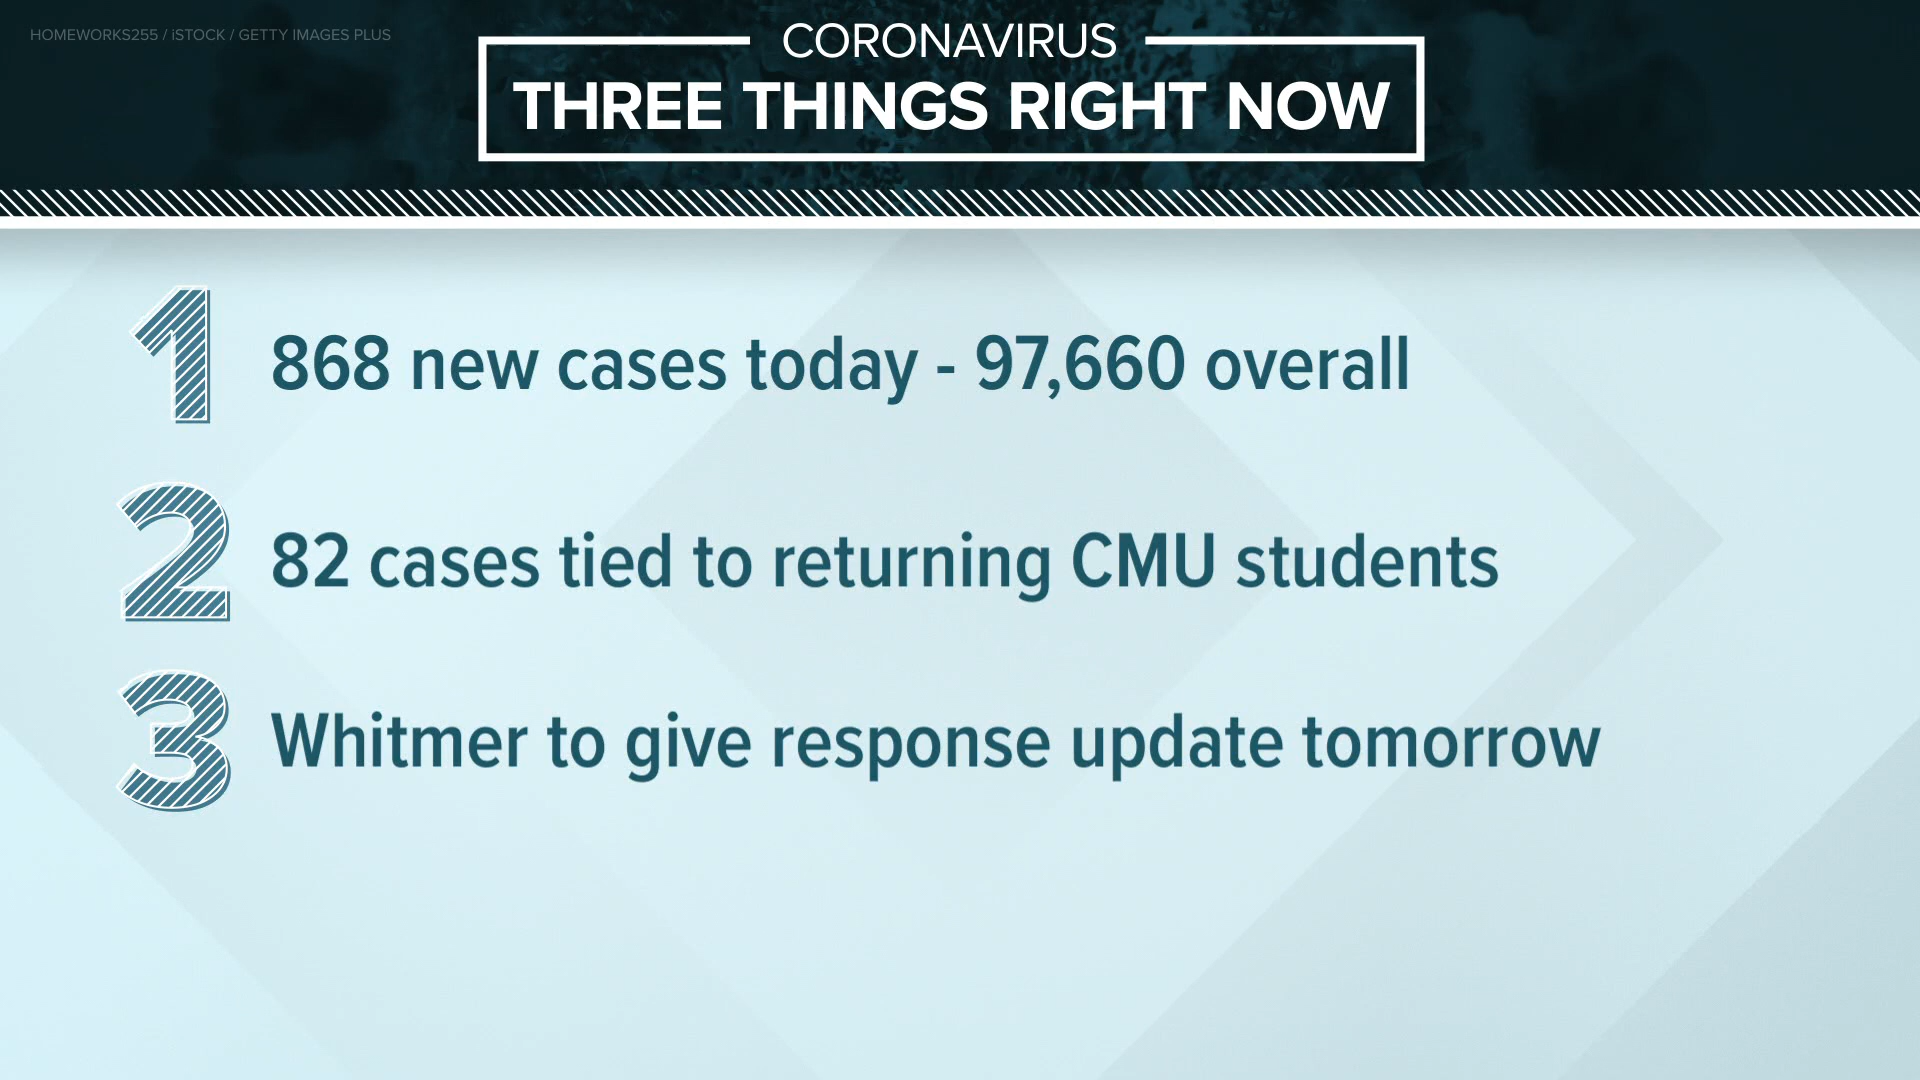 HOMEWORKS255 / iSTOCK / GETTY IMAGES PLUS
CORONAVIRUS
THREE THINGS RIGHT NOW
1 868 new cases today - 97,660 overall
2 82 cases tied to returning CMU students
3 Whitmer to give response update tomorrow